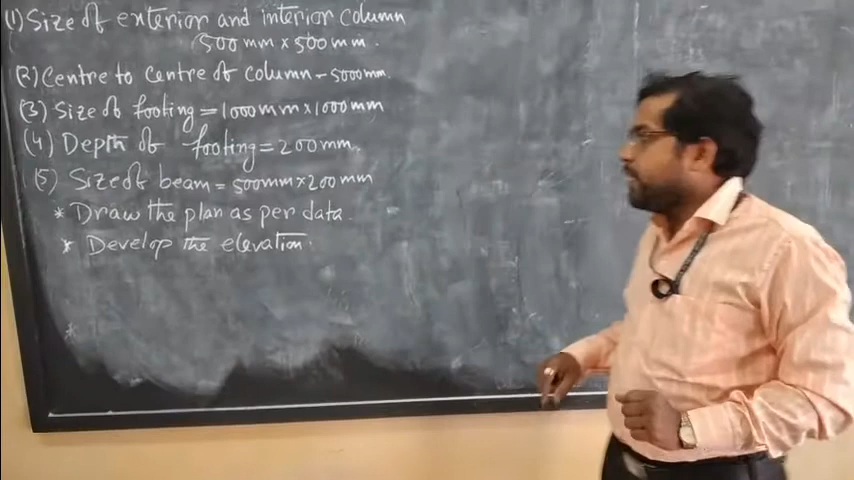 (1) Size of exterior and interior Column
500 mm x 500 mm.
(2) Centre to Centre of Column - 5000mm.
(3) Size of footing = 1000mm x 1000 mm
(4) Depth of footing = 200mm.
(5) Size of beam = 500mm x 200 mm
* Draw the plan as per data.
* Develop the elevation.
*